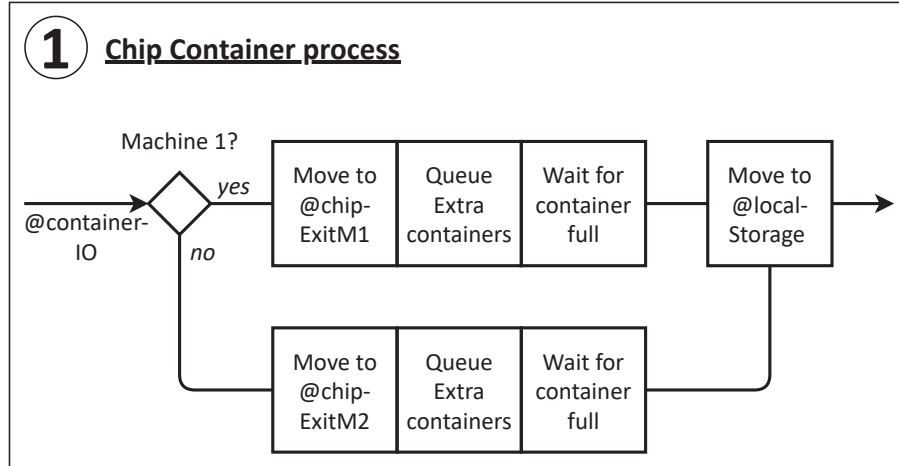 1 Chip Container process
Machine 1?
yes
@container-
IO
no
Move to
@chip-
ExitM1
Queue
Extra
containers
Wait for
container
full
Move to
@local-
Storage
Move to
@chip-
ExitM2
Queue
Extra
containers
Wait for
container
full